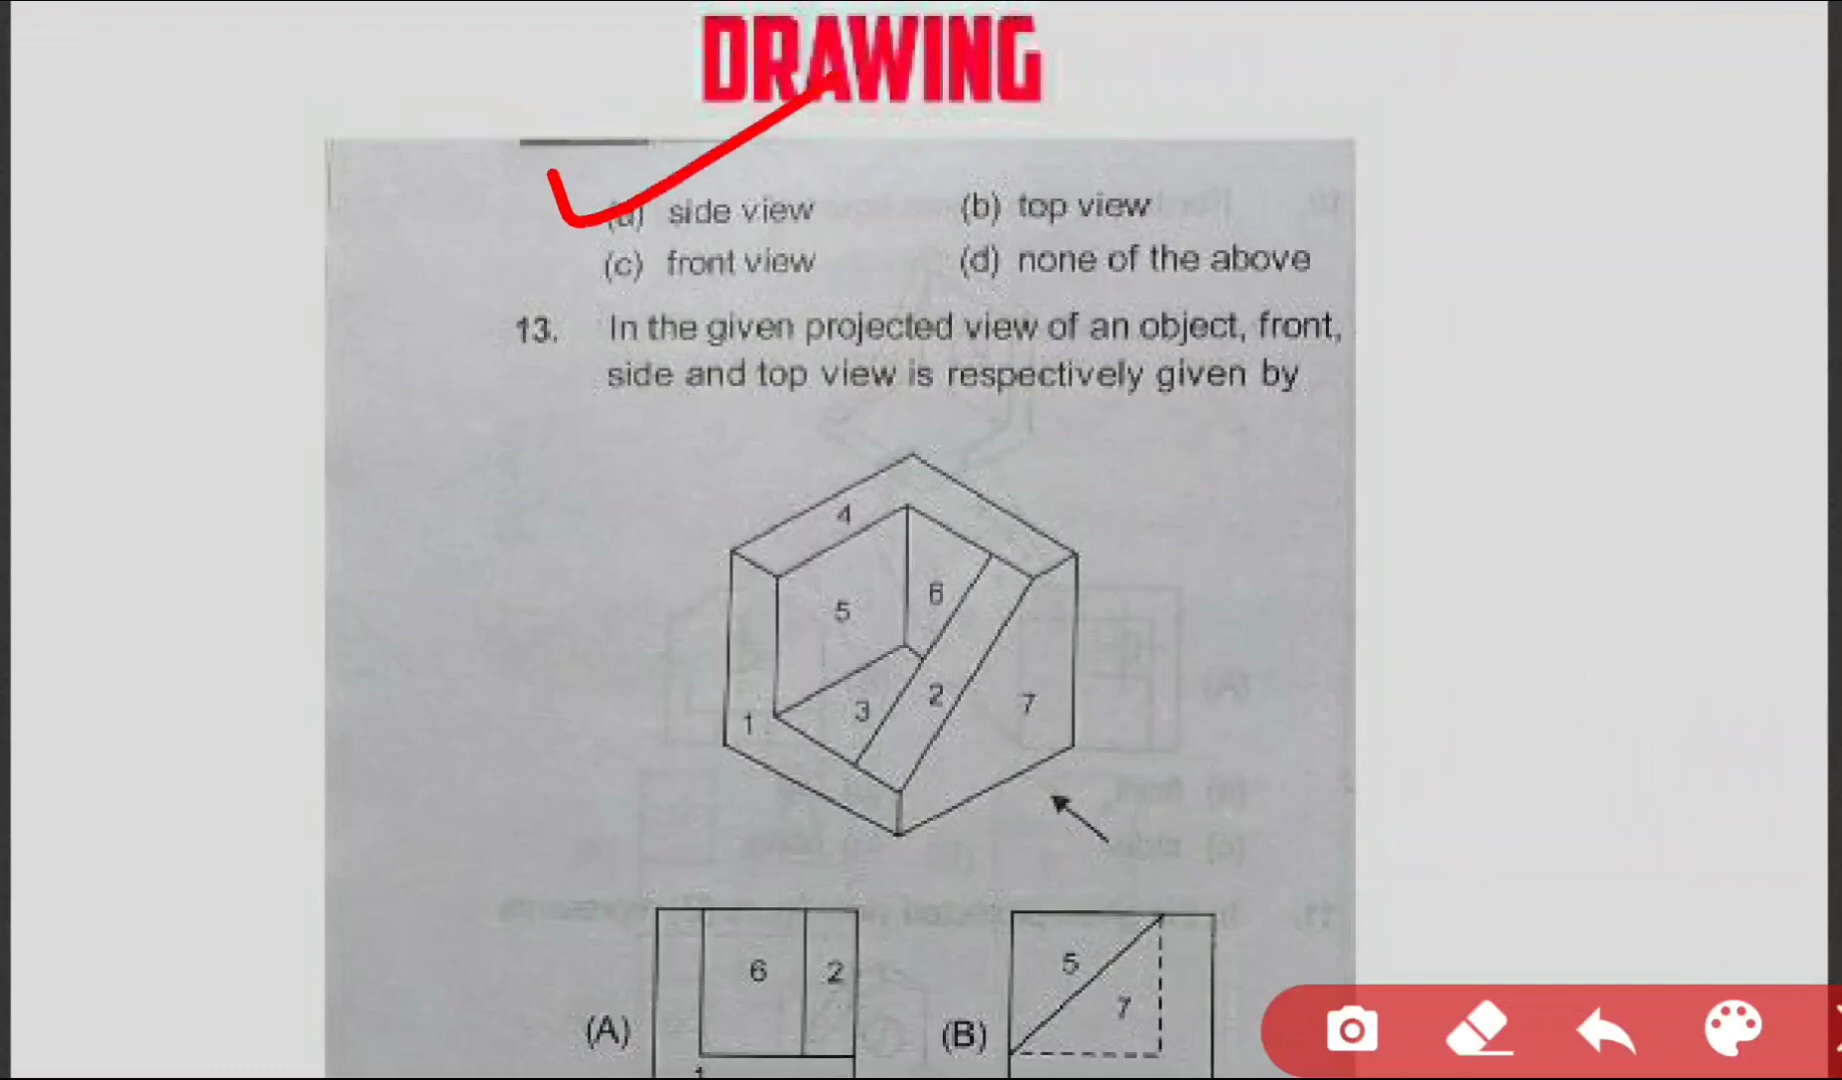 DRAWING
(a) side view (b) top view
(c) front view (d) none of the above
13. In the given projected view of an object, front,
side and top view is respectively given by
4
5 6
3 2 7
1
(A) 6 2 1
(B) 5 7